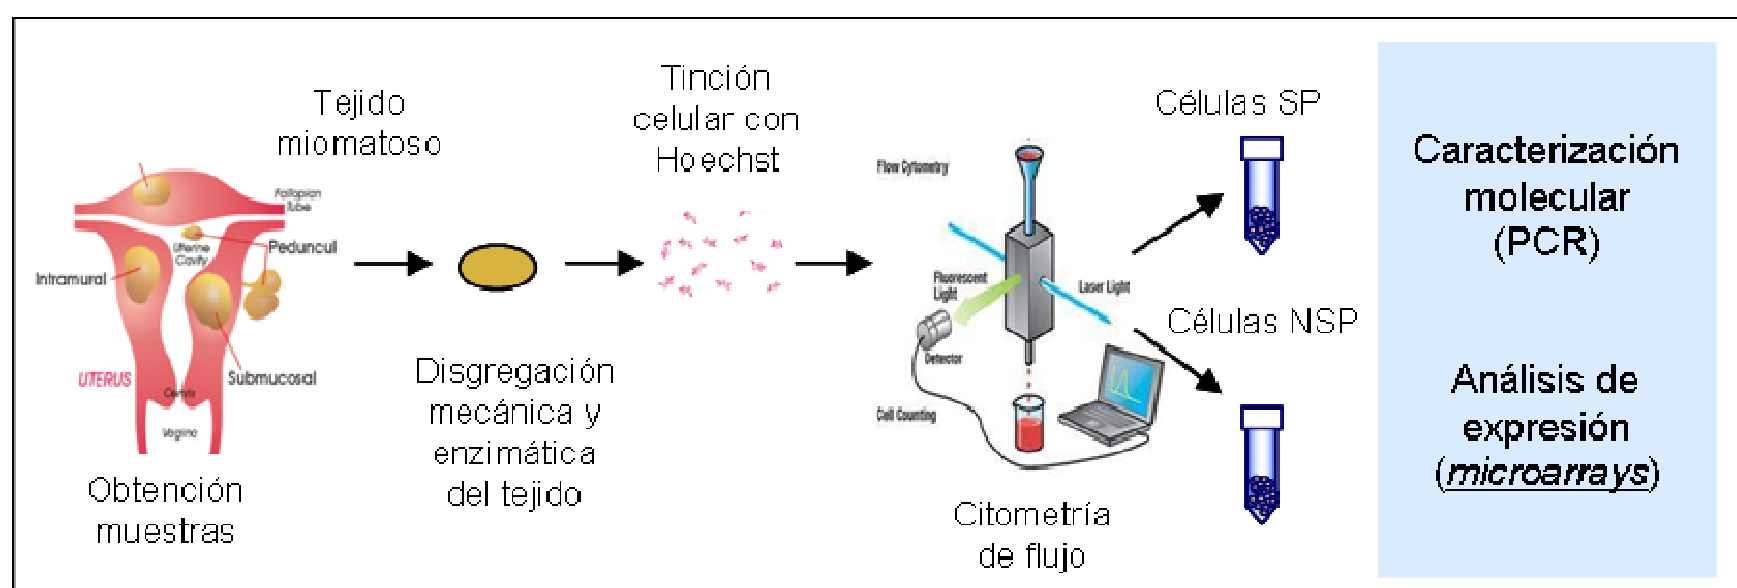 Tejido
miomatoso
Tinción
celular con
Hoechst
Células SP
Caracterización
molecular
(PCR)
Flow Cytometry
Fallopian
Tube
Uterine
Cavity
Peduncul
Intramural
Fluorescent
Light
Laser Light
Células NSP
Detector
UTERUS
Submucosal
Cervix
Vagina
Disgregación
mecánica y
enzimática
del tejido
Cell Counting
Análisis de
expresión
(microarrays)
Obtención
muestras
Citometría
de flujo